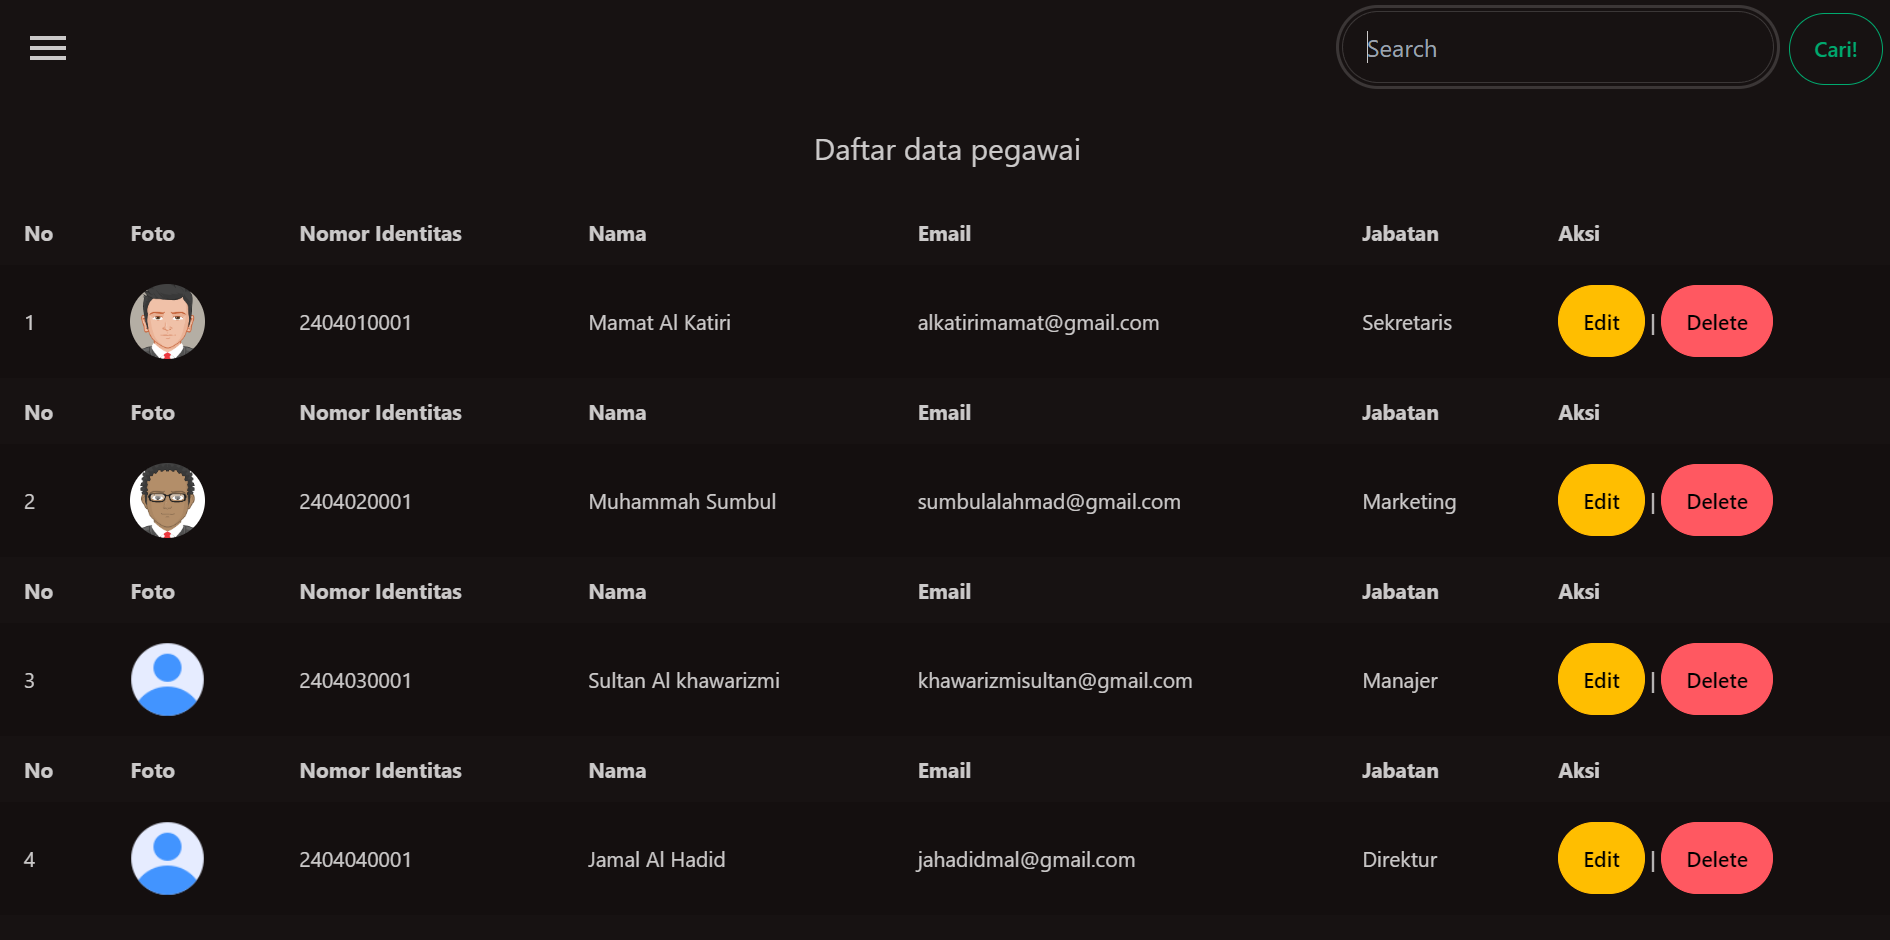 Search Cari!
Daftar data pegawai
No Foto Nomor Identitas Nama Email Jabatan Aksi
1 2404010001 Mamat Al Katiri alkatirimamat@gmail.com Sekretaris Edit | Delete
No Foto Nomor Identitas Nama Email Jabatan Aksi
2 2404020001 Muhammah Sumbul sumbulalahmad@gmail.com Marketing Edit | Delete
No Foto Nomor Identitas Nama Email Jabatan Aksi
3 2404030001 Sultan Al khawarizmi khawarizmisultan@gmail.com Manajer Edit | Delete
No Foto Nomor Identitas Nama Email Jabatan Aksi
4 2404040001 Jamal Al Hadid jahadidmal@gmail.com Direktur Edit | Delete